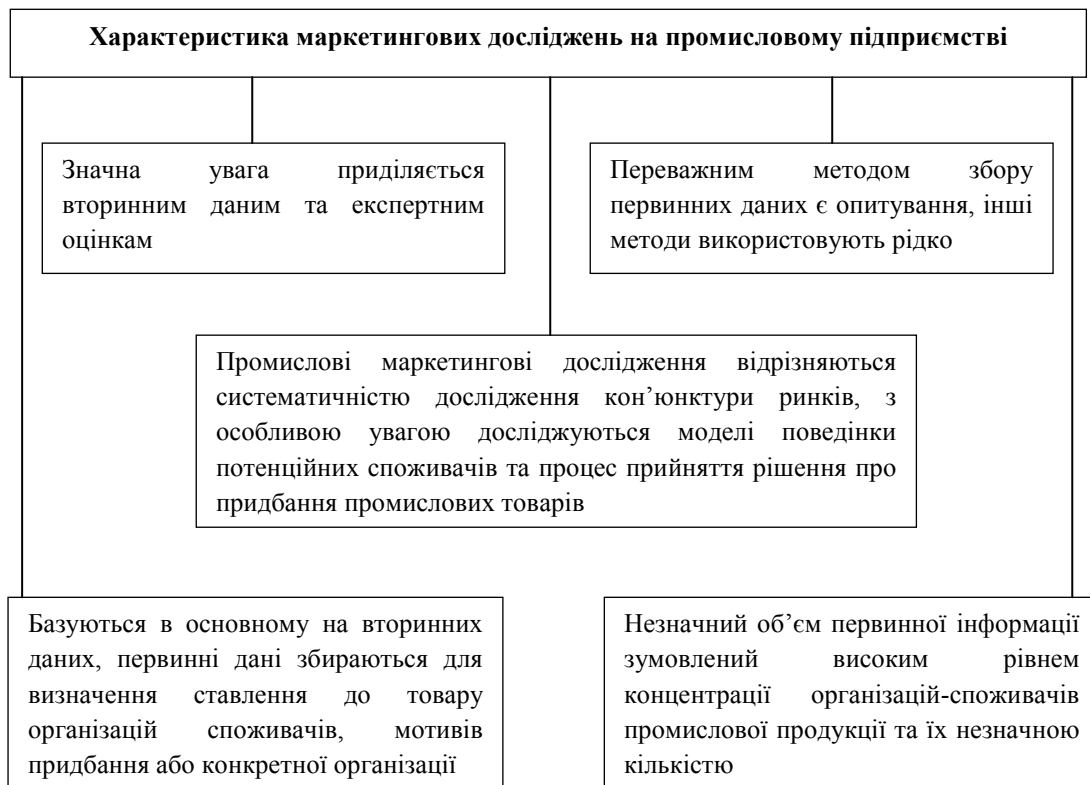 Характеристика маркетингових досліджень на промисловому підприємстві
Значна увага приділяється
вторинним даним та експертним
оцінкам
Переважним методом збору
первинних даних є опитування, інші
методи використовують рідко
Промислові маркетингові дослідження відрізняються
систематичністю дослідження кон’юнктури ринків, з
особливою увагою досліджуються моделі поведінки
потенційних споживачів та процес прийняття рішення про
придбання промислових товарів
Базуються в основному на вторинних
даних, первинні дані збираються для
визначення ставлення до товару
організацій споживачів, мотивів
придбання або конкретної організації
Незначний об’єм первинної інформації
зумовлений високим рівнем
концентрації організацій-споживачів
промислової продукції та їх незначною
кількістю